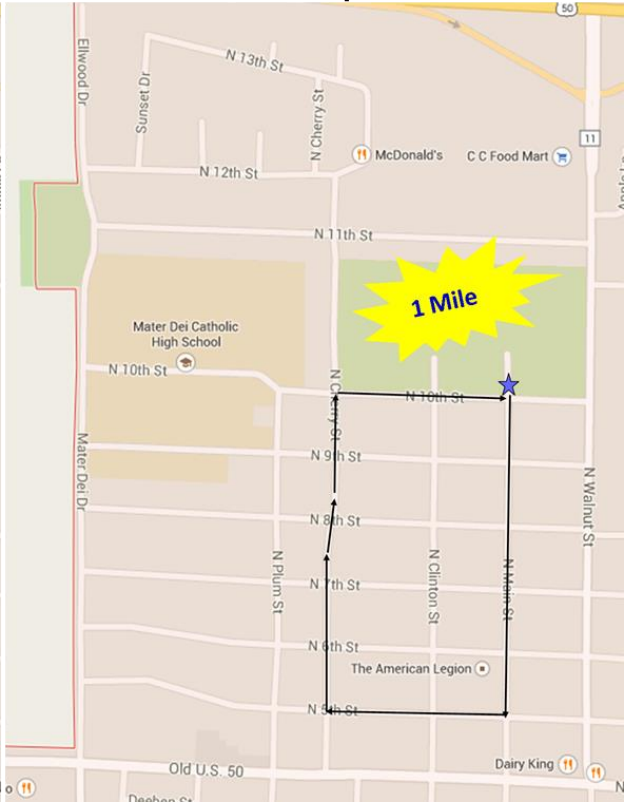 50
Ellwood Dr
N 13th St
Sunset Dr
N Cherry St
11
McDonald's
C C Food Mart
N 12th St
N 11th St
1 Mile
Mater Dei Catholic
High School
N 10th St
N Cherry St
N 10th St
N 9th St
Mater Dei Dr
N Walnut St
N 8th St
N Plum St
N 7th St
N Clinton St
N Main St
N 6th St
The American Legion
N 5th St
Old U.S. 50
Dairy King